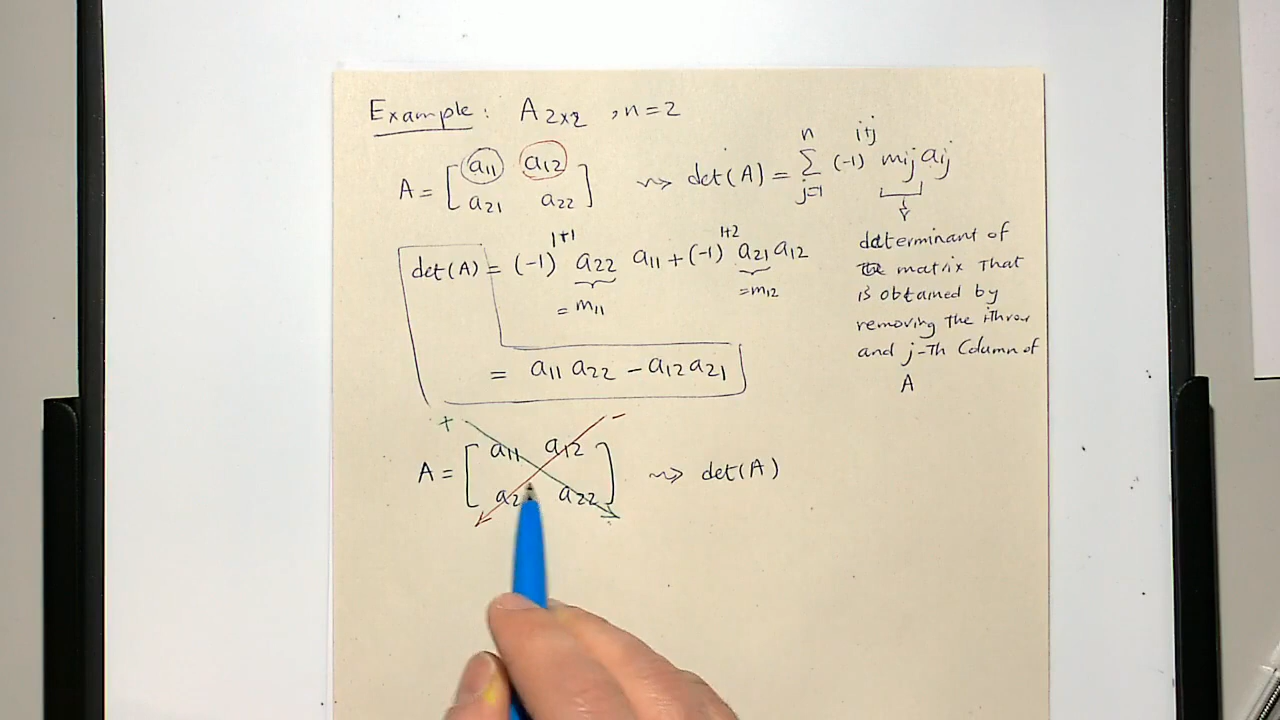 Example: A 2x2 , n=2
A = [ a11 a12
a21 a22 ] ⇝ det(A) = n∑j=1 (-1)^i+j mij aij
det(A) = (-1)^1+1 a22 a11 + (-1)^1+2 a21 a12
= m11 = m12
= a11 a22 - a12 a21
determinant of
the matrix that
is obtained by
removing the ith row
and j-th column of
A
+ -
A = [ a11 a12
a2 a22 ] ⇝ det(A)